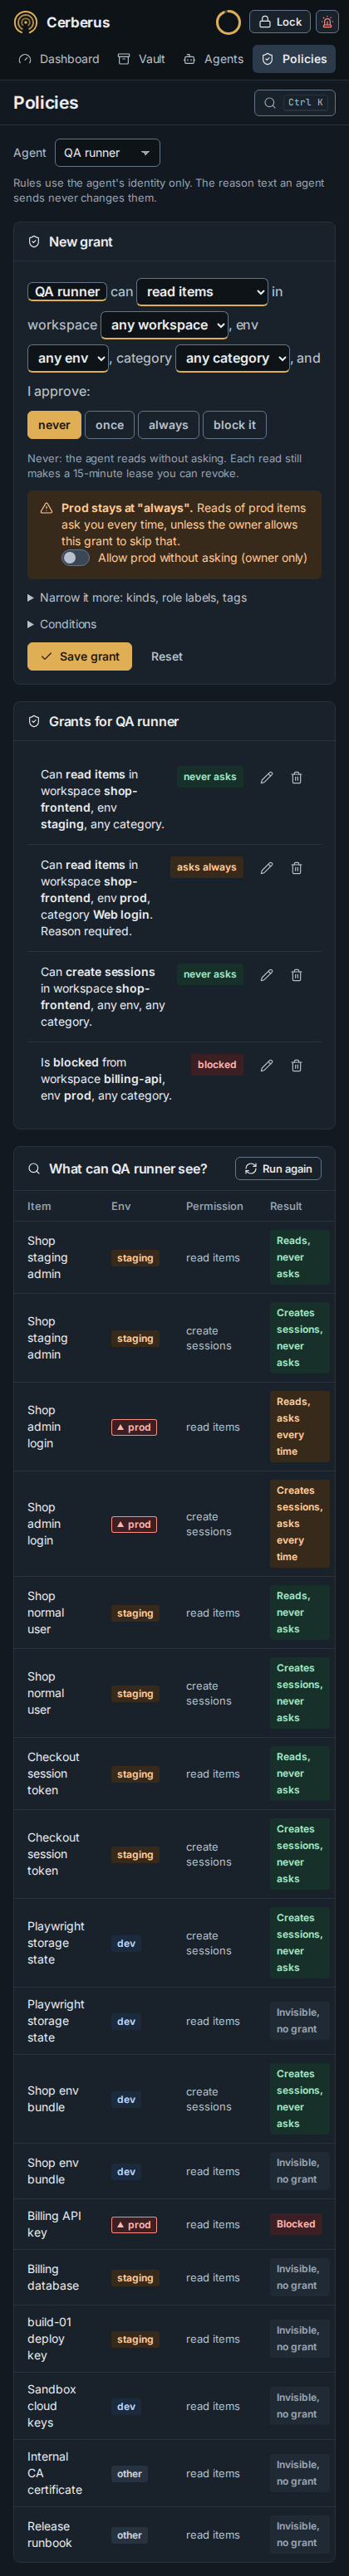 Cerberus
Lock
Dashboard Vault Agents Policies
Policies
Ctrl K
Agent QA runner
Rules use the agent's identity only. The reason text an agent
sends never changes them.
New grant
QA runner can read items in
workspace any workspace, env
any env, category any category, and
I approve:
never once always block it
Never: the agent reads without asking. Each read still
makes a 15-minute lease you can revoke.
Prod stays at "always". Reads of prod items
ask you every time, unless the owner allows
this grant to skip that.
Allow prod without asking (owner only)
Narrow it more: kinds, role labels, tags
Conditions
Save grant Reset
Grants for QA runner
Can read items in
workspace shop-
frontend, env
staging, any category.
never asks
Can read items in
workspace shop-
frontend, env prod,
category Web login.
Reason required.
asks always
Can create sessions
in workspace shop-
frontend, any env, any
category.
never asks
Is blocked from
workspace billing-api,
env prod, any category.
blocked
What can QA runner see?
Run again
Item Env Permission Result
Shop
staging
admin
staging
read items
Reads,
never
asks
Shop
staging
admin
staging
create
sessions
Creates
sessions,
never
asks
Shop
admin
login
prod
read items
Reads,
asks
every
time
Shop
admin
login
prod
create
sessions
Creates
sessions,
asks
every
time
Shop
normal
user
staging
read items
Reads,
never
asks
Shop
normal
user
staging
create
sessions
Creates
sessions,
never
asks
Checkout
session
token
staging
read items
Reads,
never
asks
Checkout
session
token
staging
create
sessions
Creates
sessions,
never
asks
Playwright
storage
state
dev
create
sessions
Creates
sessions,
never
asks
Playwright
storage
state
dev
read items
Invisible,
no grant
Shop env
bundle
dev
create
sessions
Creates
sessions,
never
asks
Shop env
bundle
dev
read items
Invisible,
no grant
Billing API
key
prod
read items
Blocked
Billing
database
staging
read items
Invisible,
no grant
build-01
deploy
key
staging
read items
Invisible,
no grant
Sandbox
cloud
keys
dev
read items
Invisible,
no grant
Internal
CA
certificate
other
read items
Invisible,
no grant
Release
runbook
other
read items
Invisible,
no grant